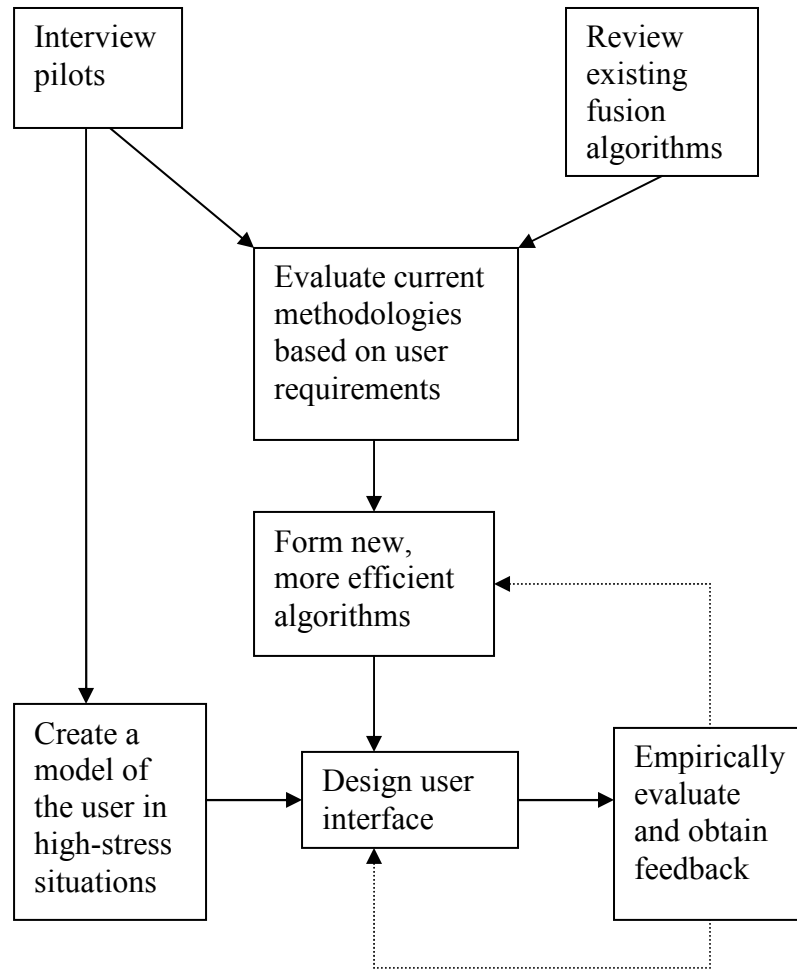 Interview
pilots
Review
existing
fusion
algorithms
Evaluate current
methodologies
based on user
requirements
Form new,
more efficient
algorithms
Create a
model of
the user in
high-stress
situations
Design user
interface
Empirically
evaluate
and obtain
feedback